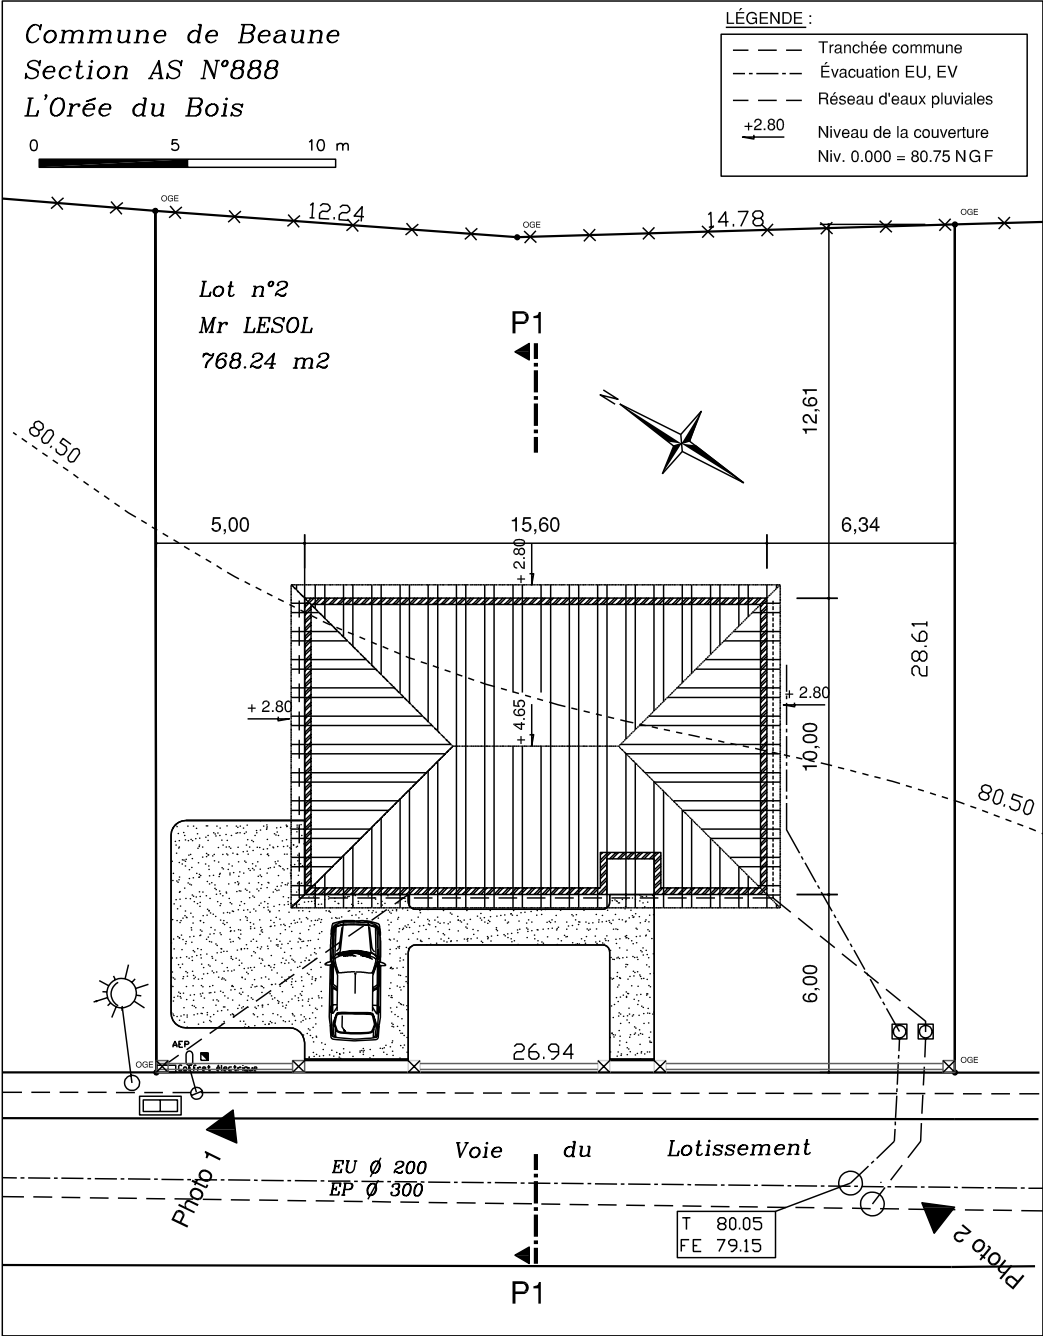 Commune de Beaune
Section AS N°888
L'Orée du Bois
0 5 10 m
LÉGENDE :
Tranchée commune
Évacuation EU, EV
Réseau d'eaux pluviales
+2.80
Niveau de la couverture
Niv. 0.000 = 80.75 NGF
OGE
12.24
OGE
14.78
OGE
Lot n°2
Mr LESOL
768.24 m2
P1
N
12,61
80.50
5,00
15,60
6,34
+ 2.80
28.61
+ 2.80
+ 4.65
+ 2.80
10,00
80.50
6,00
AEP
OGE
Coffret électrique
26.94
OGE
Voie du Lotissement
Photo 1
EU Ø 200
EP Ø 300
T 80.05
FE 79.15
Photo 2
P1